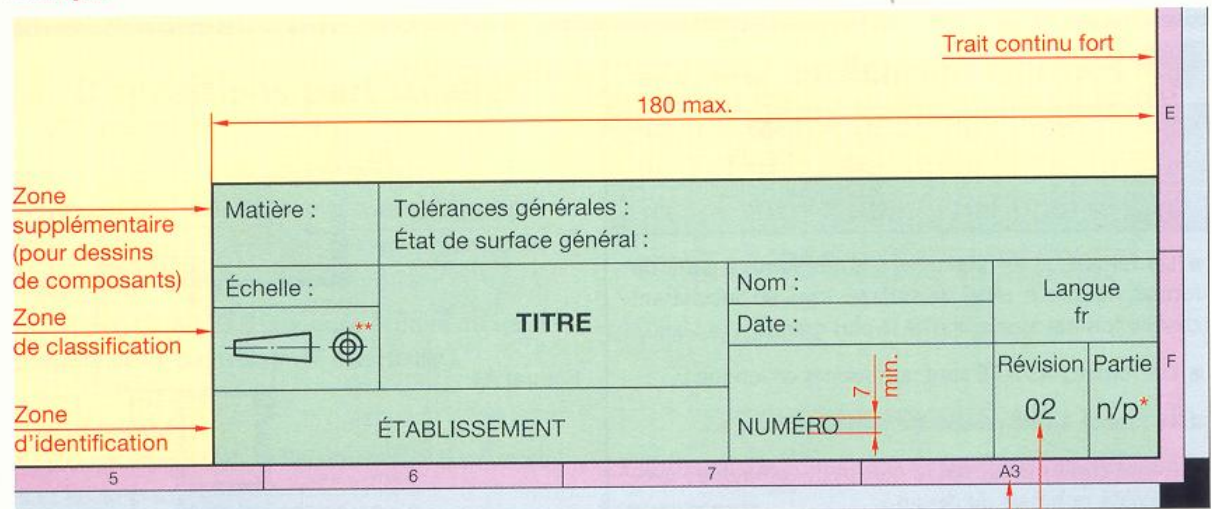 Trait continu fort
180 max.
E
Zone
supplémentaire
(pour dessins
de composants)
Matière :
Tolérances générales :
État de surface général :
Échelle :
Zone
de classification
**
TITRE
Nom :
Date :
Langue
fr
Révision
Partie
F
02
n/p*
7
min.
Zone
d'identification
ÉTABLISSEMENT
NUMÉRO
5
6
7
A3